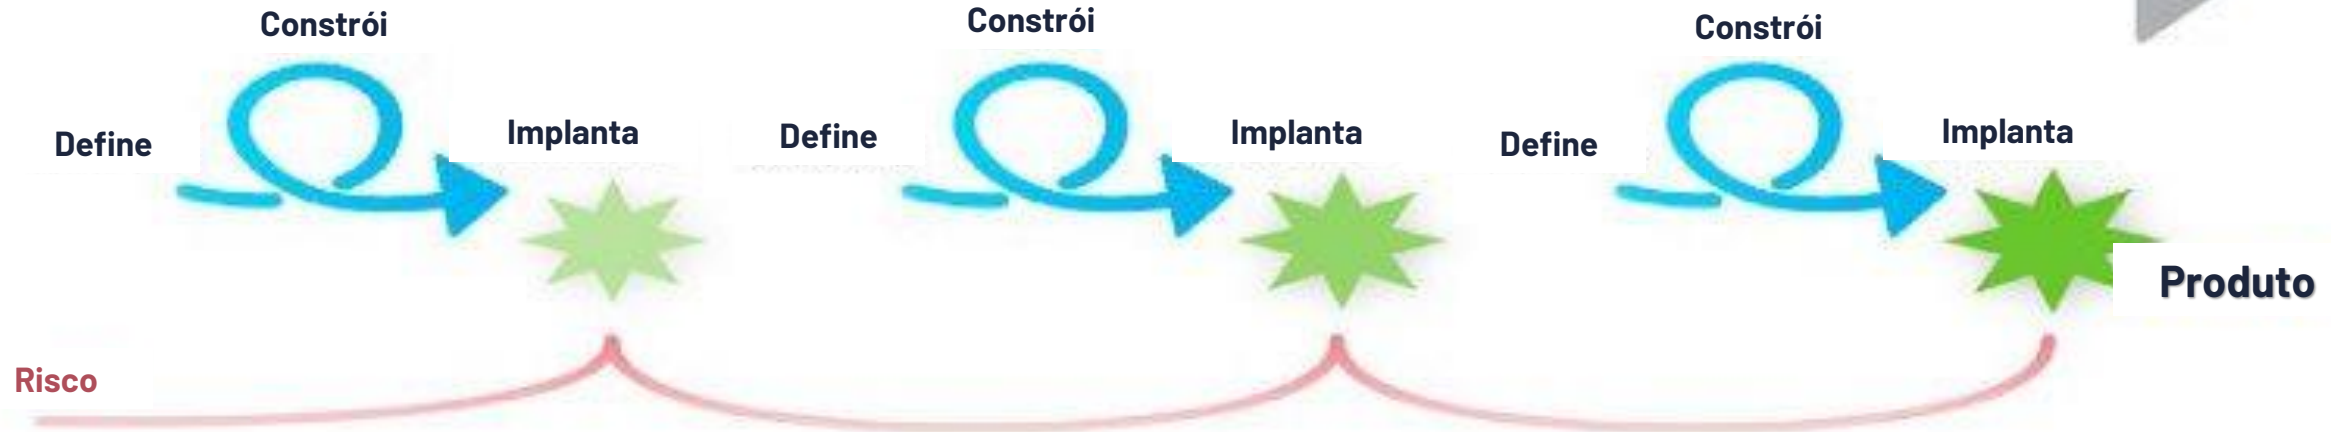 Constrói
Constrói
Constrói
Define
Implanta
Define
Implanta
Define
Implanta
Produto
Risco